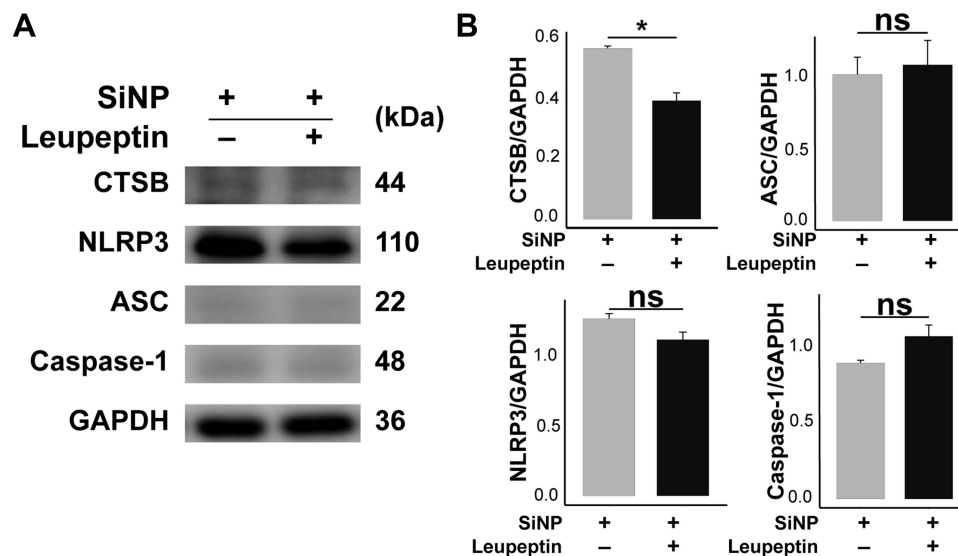 A
SiNP + +
Leupeptin – + (kDa)
CTSB 44
NLRP3 110
ASC 22
Caspase-1 48
GAPDH 36
B
CTSB/GAPDH
0.6
0.4
0.2
0.0
*
SiNP + +
Leupeptin – +
ASC/GAPDH
1.0
0.5
0.0
ns
SiNP + +
Leupeptin – +
NLRP3/GAPDH
1.0
0.5
0.0
ns
SiNP + +
Leupeptin – +
Caspase-1/GAPDH
1.0
0.5
0.0
ns
SiNP + +
Leupeptin – +